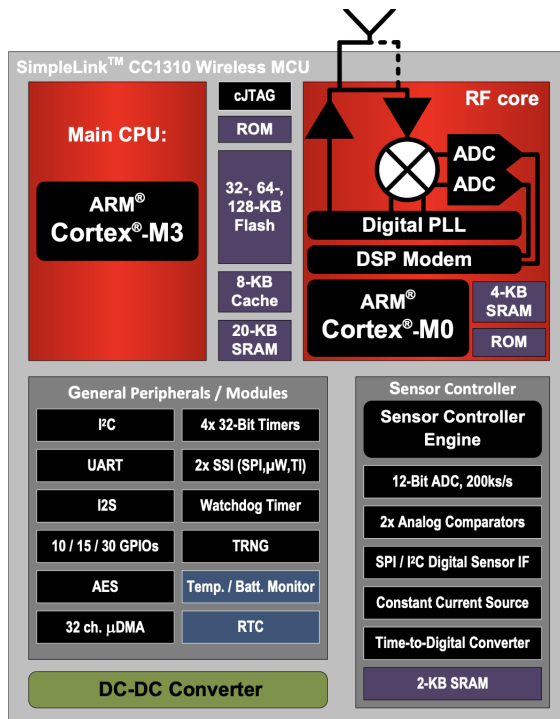 SimpleLink™ CC1310 Wireless MCU
Main CPU:
ARM®
Cortex®-M3
cJTAG
ROM
32-, 64-,
128-KB
Flash
8-KB
Cache
20-KB
SRAM
RF core
ADC
ADC
Digital PLL
DSP Modem
ARM®
Cortex®-M0
4-KB
SRAM
ROM
General Peripherals / Modules
I²C
4x 32-Bit Timers
UART
2x SSI (SPI,µW,TI)
I2S
Watchdog Timer
10 / 15 / 30 GPIOs
TRNG
AES
Temp. / Batt. Monitor
32 ch. µDMA
RTC
DC-DC Converter
Sensor Controller
Sensor Controller
Engine
12-Bit ADC, 200ks/s
2x Analog Comparators
SPI / I²C Digital Sensor IF
Constant Current Source
Time-to-Digital Converter
2-KB SRAM